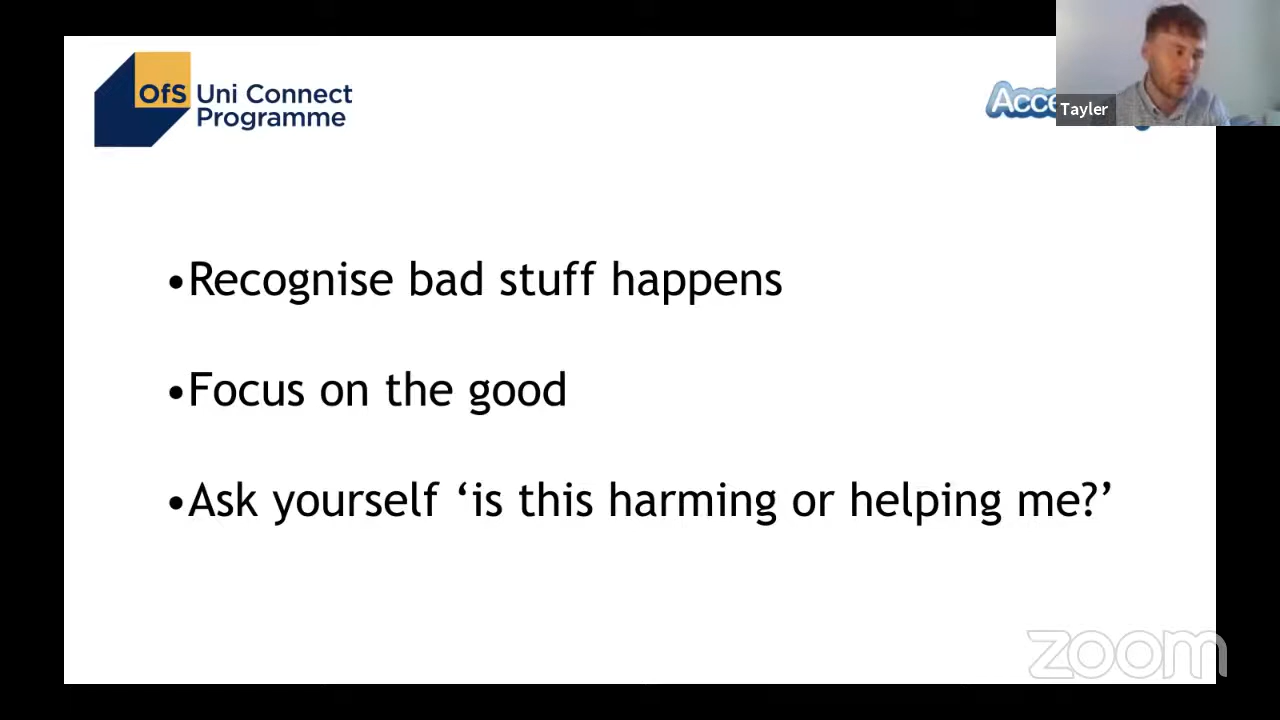 OfS Uni Connect
Programme
Tayler
•Recognise bad stuff happens
•Focus on the good
•Ask yourself ‘is this harming or helping me?’
zoom